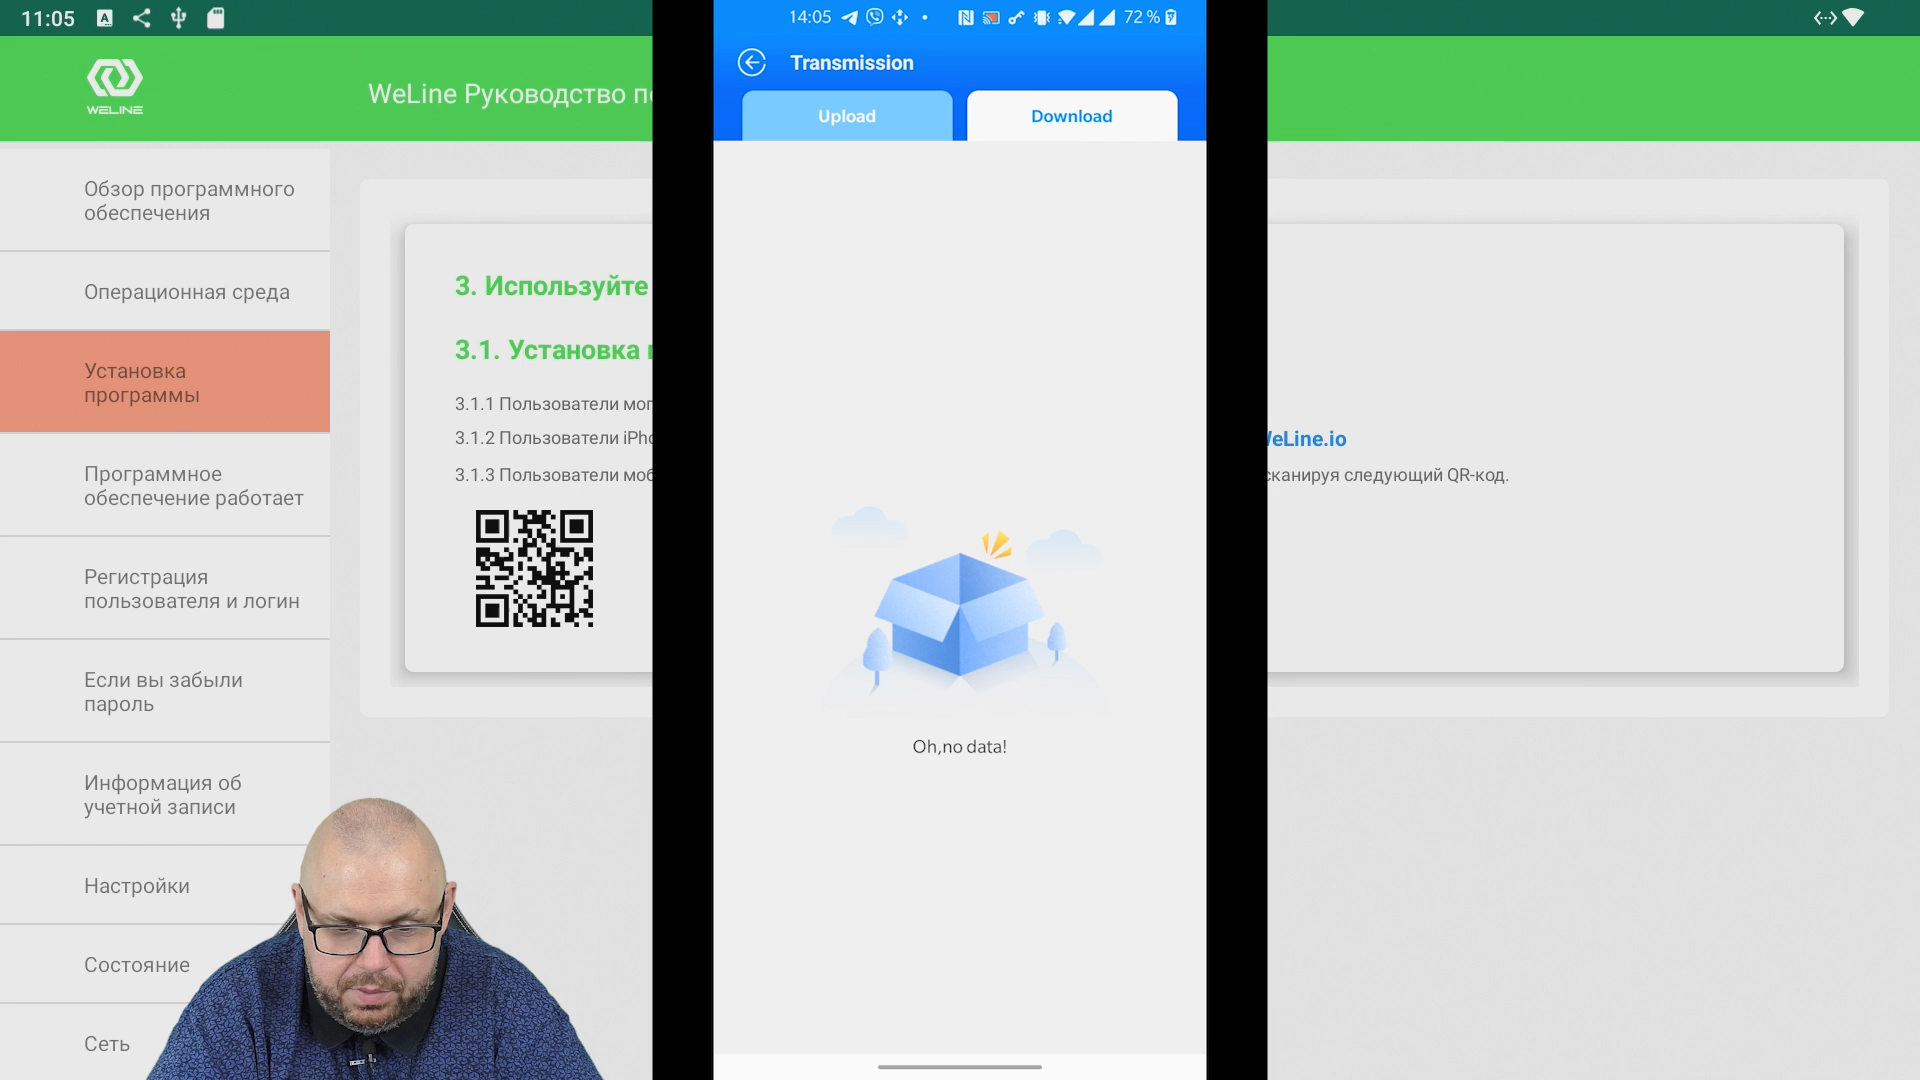 11:05
WELINE
WeLine Руководство п
Обзор программного
обеспечения
Операционная среда
Установка
программы
Программное
обеспечение работает
Регистрация
пользователя и логин
Если вы забыли
пароль
Информация об
учетной записи
Настройки
Состояние
Сеть
3. Используйте
3.1. Установка
3.1.1 Пользователи мог
3.1.2 Пользователи iPho
3.1.3 Пользователи моб
14:05
72 %
Transmission
Upload
Download
Oh,no data!
WeLine.io
сканируя следующий QR-код.